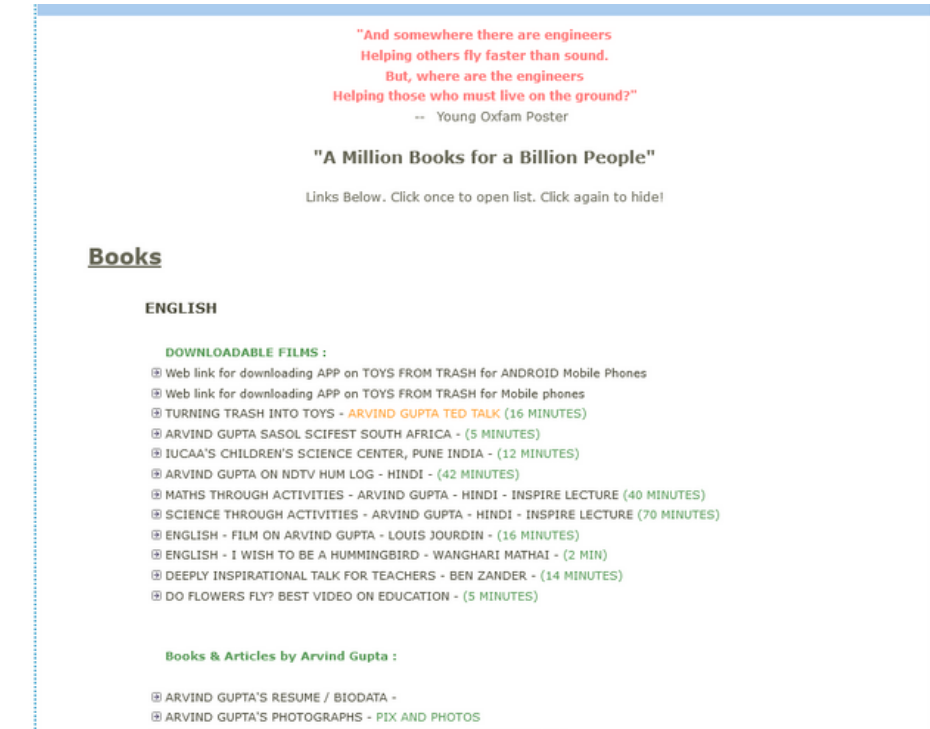 "And somewhere there are engineers
Helping others fly faster than sound.
But, where are the engineers
Helping those who must live on the ground?"
-- Young Oxfam Poster
"A Million Books for a Billion People"
Links Below. Click once to open list. Click again to hide!
Books
ENGLISH
DOWNLOADABLE FILMS :
Web link for downloading APP on TOYS FROM TRASH for ANDROID Mobile Phones
Web link for downloading APP on TOYS FROM TRASH for Mobile phones
TURNING TRASH INTO TOYS - ARVIND GUPTA TED TALK (16 MINUTES)
ARVIND GUPTA SASOL SCIFEST SOUTH AFRICA - (5 MINUTES)
IUCAA'S CHILDREN'S SCIENCE CENTER, PUNE INDIA - (12 MINUTES)
ARVIND GUPTA ON NDTV HUM LOG - HINDI - (42 MINUTES)
MATHS THROUGH ACTIVITIES - ARVIND GUPTA - HINDI - INSPIRE LECTURE (40 MINUTES)
SCIENCE THROUGH ACTIVITIES - ARVIND GUPTA - HINDI - INSPIRE LECTURE (70 MINUTES)
ENGLISH - FILM ON ARVIND GUPTA - LOUIS JOURDIN - (16 MINUTES)
ENGLISH - I WISH TO BE A HUMMINGBIRD - WANGHARI MATHAI - (2 MIN)
DEEPLY INSPIRATIONAL TALK FOR TEACHERS - BEN ZANDER - (14 MINUTES)
DO FLOWERS FLY? BEST VIDEO ON EDUCATION - (5 MINUTES)
Books & Articles by Arvind Gupta :
ARVIND GUPTA'S RESUME / BIODATA -
ARVIND GUPTA'S PHOTOGRAPHS - PIX AND PHOTOS